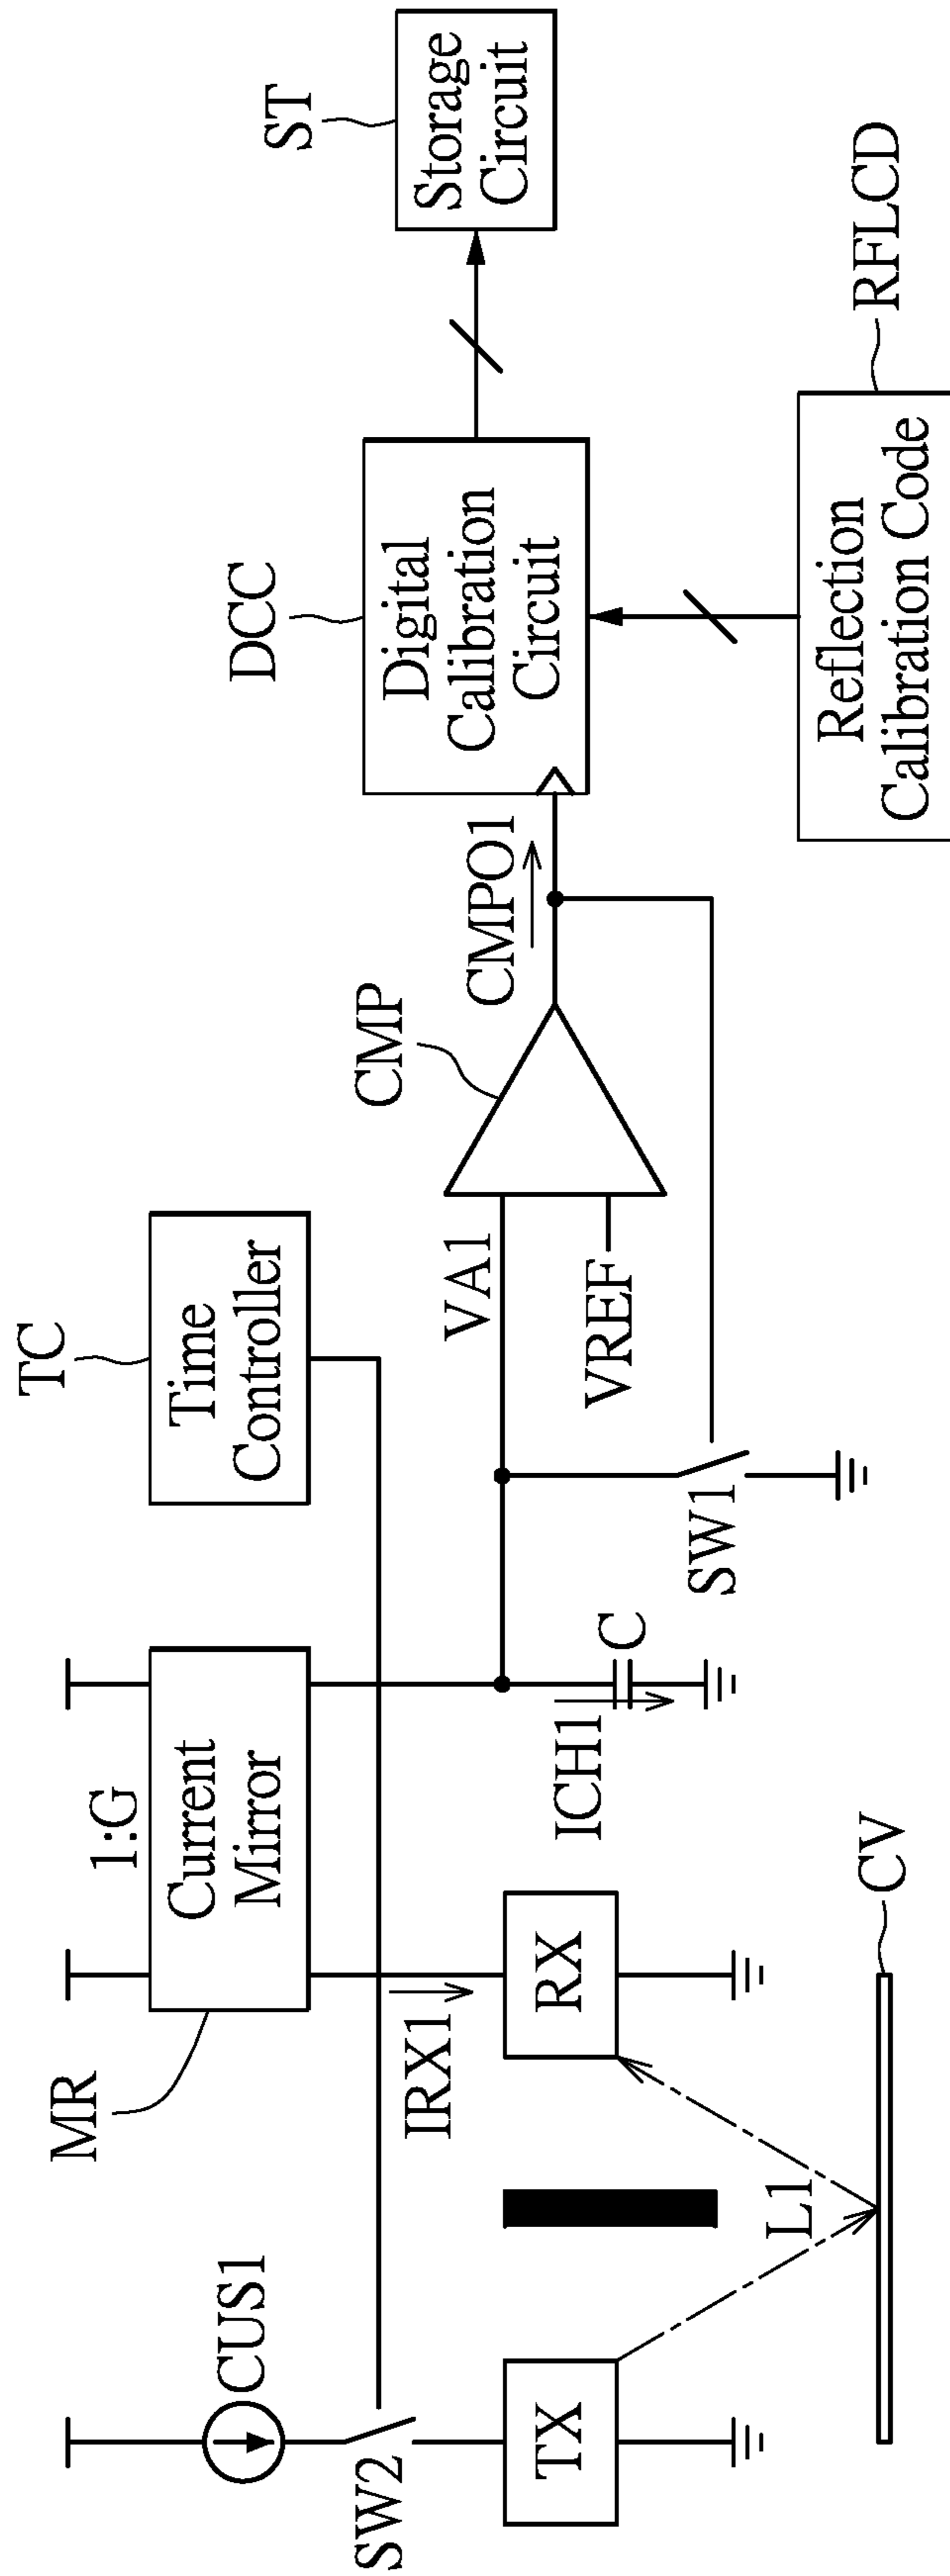 MR
1:G
Current
Mirror
TC
Time
Controller
CUS1
SW2
IRX1
TX
RX
L1
CV
ICH1
C
SW1
VA1
VREF
CMP
CMPO1
DCC
Digital
Calibration
Circuit
ST
Storage
Circuit
Reflection
Calibration Code
RFLCD